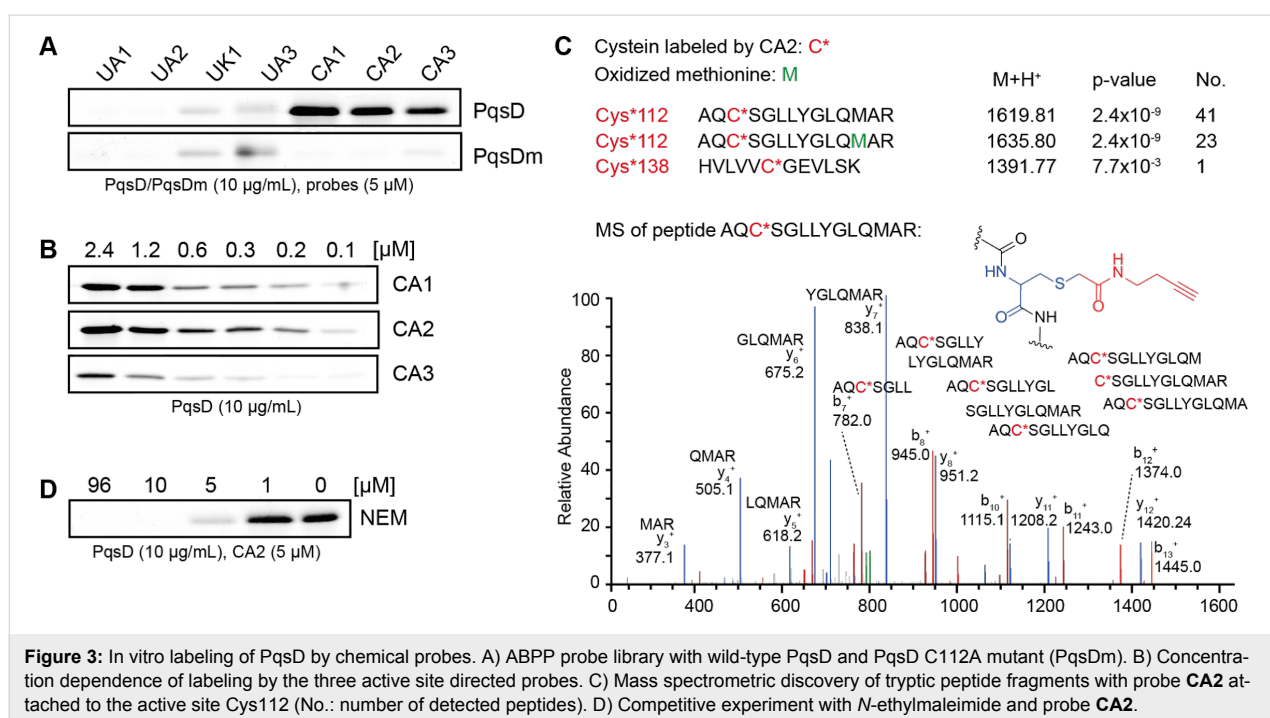 A
UA1 UA2 UK1 UA3 CA1 CA2 CA3
PqsD
PqsDm
PqsD/PqsDm (10 µg/mL), probes (5 µM)
B
2.4 1.2 0.6 0.3 0.2 0.1 [µM]
CA1
CA2
CA3
PqsD (10 µg/mL)
D
96 10 5 1 0 [µM]
NEM
PqsD (10 µg/mL), CA2 (5 µM)
C
Cystein labeled by CA2: C*
Oxidized methionine: M
M+H⁺ p-value No.
Cys*112 AQC*SGLLYGLQMAR 1619.81 2.4x10⁻⁹ 41
Cys*112 AQC*SGLLYGLQMAR 1635.80 2.4x10⁻⁹ 23
Cys*138 HVLVVC*GEVLSK 1391.77 7.7x10⁻³ 1
MS of peptide AQC*SGLLYGLQMAR:
O
HN
S
H
N
O
O
NH
Relative Abundance
100
80
60
40
20
0
0 400 600 800 1000 1200 1400 1600
MAR
y₃⁺
377.1
QMAR
y₄⁺
505.1
LQMAR
y₅⁺
618.2
GLQMAR
y₆⁺
675.2
YGLQMAR
y₇⁺
838.1
AQC*SGLL
b₇⁺
782.0
AQC*SGLLY
LYGLQMAR
b₈⁺
945.0
y₈⁺
951.2
AQC*SGLLYGL
b₁₀⁺
1115.1
SGLLYGLQMAR
AQC*SGLLYGLQ
y₁₁⁺
1208.2
b₁₁⁺
1243.0
AQC*SGLLYGLQM
C*SGLLYGLQMAR
AQC*SGLLYGLQMA
b₁₂⁺
1374.0
y₁₂⁺
1420.24
b₁₃⁺
1445.0
Figure 3: In vitro labeling of PqsD by chemical probes. A) ABPP probe library with wild-type PqsD and PqsD C112A mutant (PqsDm). B) Concentra-
tion dependence of labeling by the three active site directed probes. C) Mass spectrometric discovery of tryptic peptide fragments with probe CA2 at-
tached to the active site Cys112 (No.: number of detected peptides). D) Competitive experiment with N-ethylmaleimide and probe CA2.